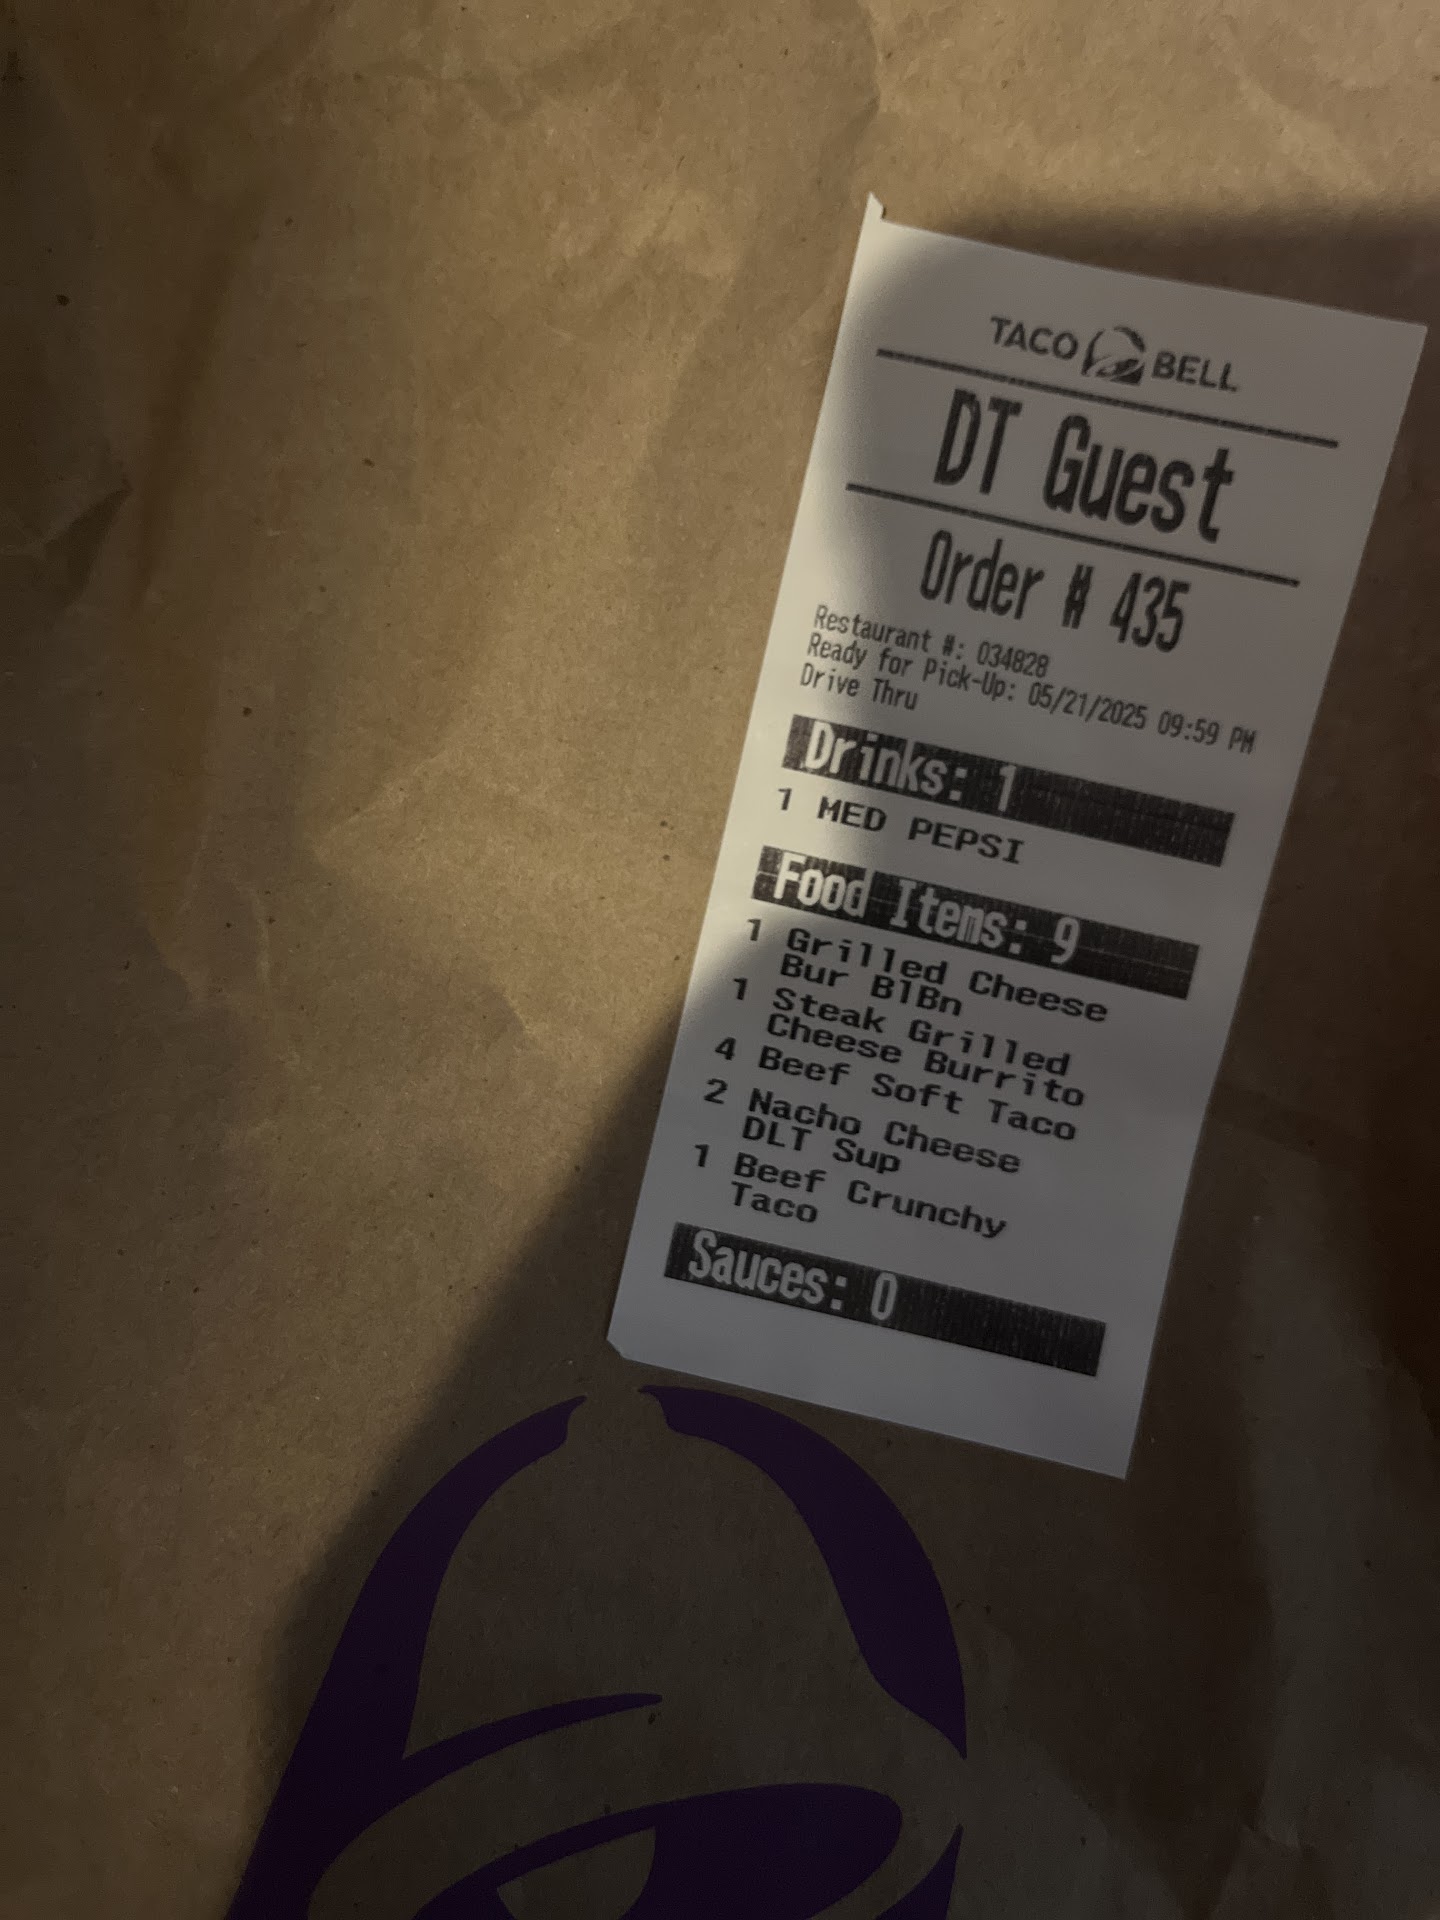 TACO BELL
DT Guest
Order # 435
Restaurant #: 034828
Ready for Pick-Up: 05/21/2025 09:59 PM
Drive Thru
Drinks: 1
1 MED PEPSI
Food Items: 9
1 Grilled Cheese
Bur BlBn
1 Steak Grilled
Cheese Burrito
4 Beef Soft Taco
2 Nacho Cheese
DLT Sup
1 Beef Crunchy
Taco
Sauces: 0